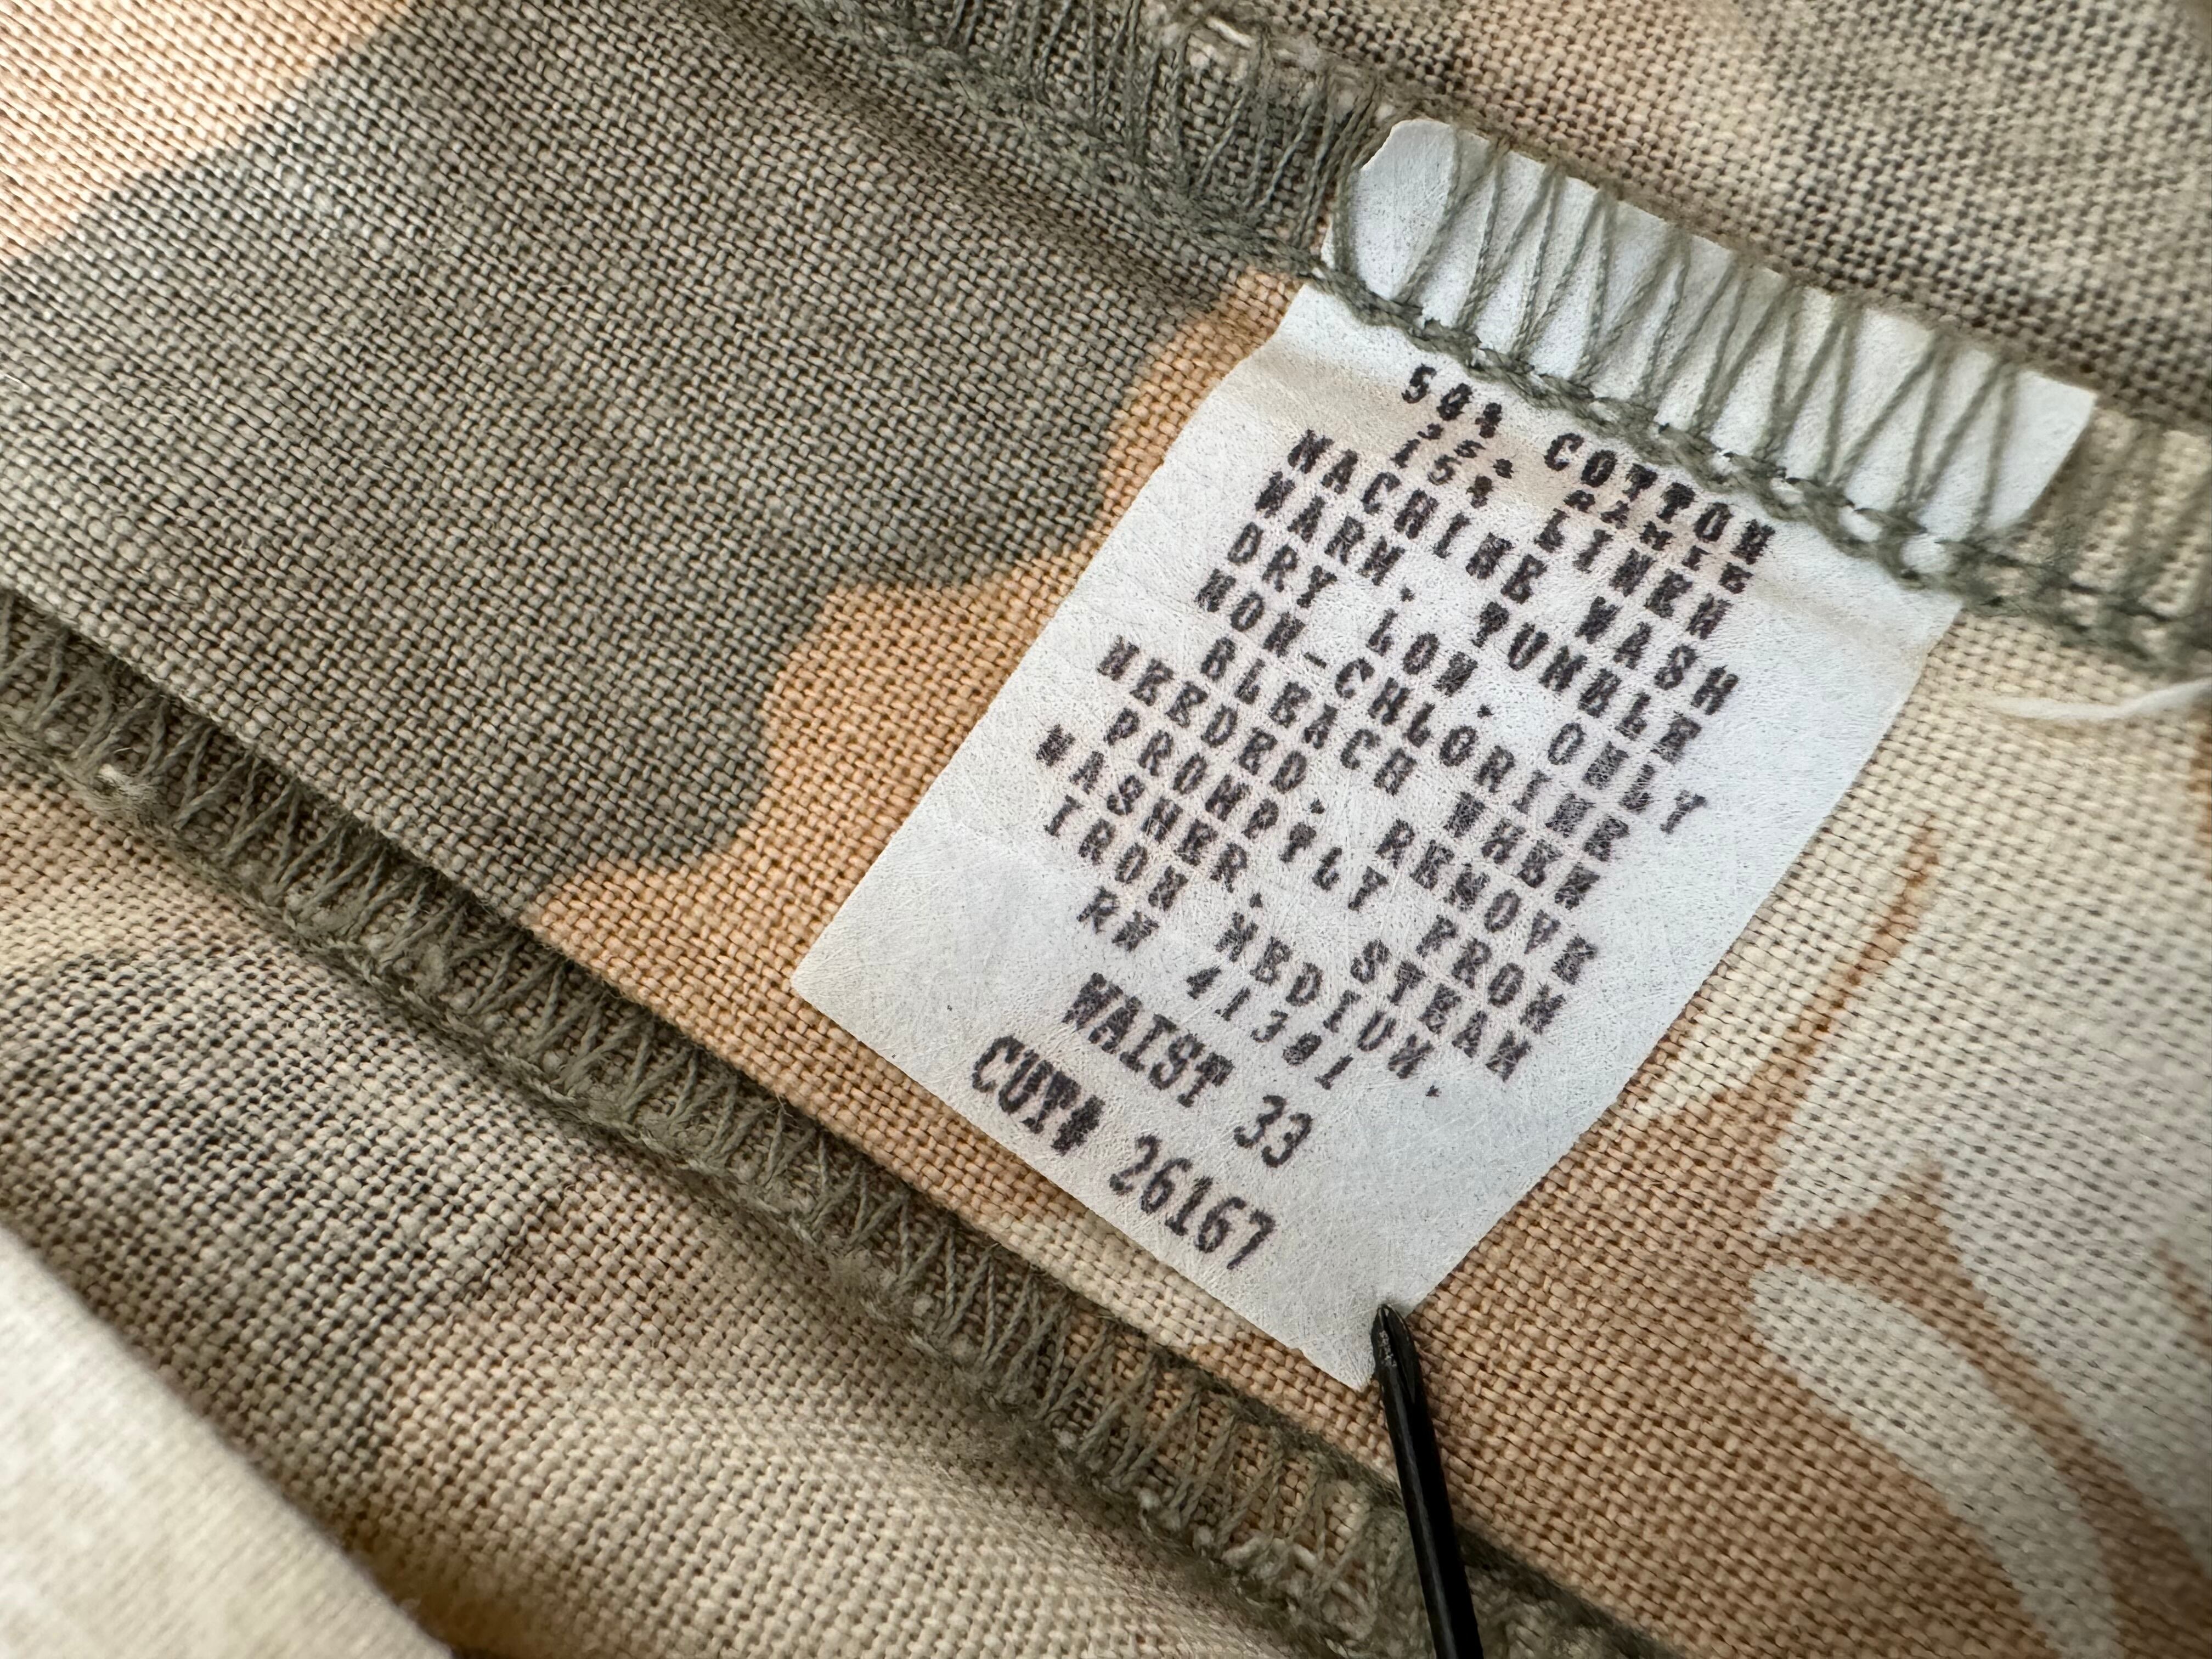 50% COTTON
35% RAMIE
15% LINEN
MACHINE WASH
WARM. TUMBLE
DRY LOW. ONLY
NON-CHLORINE
BLEACH WHEN
NEEDED. REMOVE
PROMPTLY FROM
WASHER. STEAM
IRON MEDIUM.
RN 41381
WAIST 33
CUT# 26167